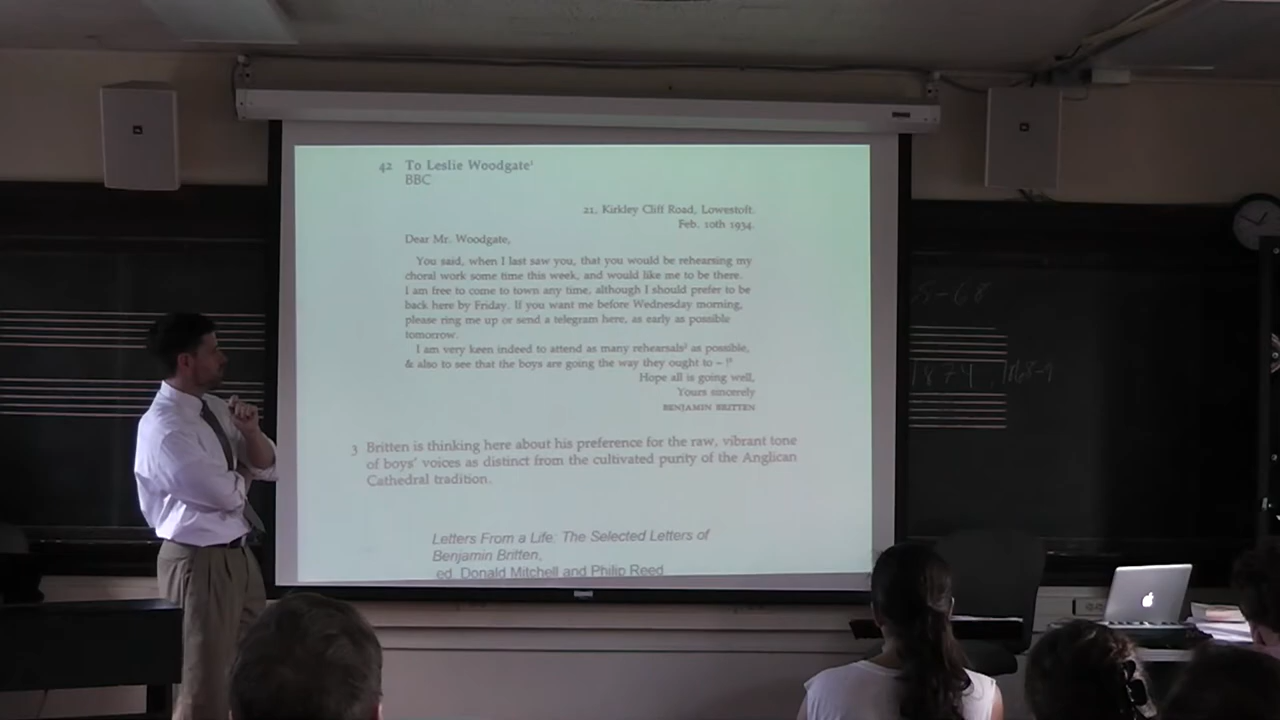 42 To Leslie Woodgate¹
BBC
21, Kirkley Cliff Road, Lowestoft.
Feb. 10th 1934.
Dear Mr. Woodgate,
You said, when I last saw you, that you would be rehearsing my
choral work some time this week, and would like me to be there.
I am free to come to town any time, although I should prefer to be
back here by Friday. If you want me before Wednesday morning,
please ring me up or send a telegram here, as early as possible
tomorrow.
I am very keen indeed to attend as many rehearsals² as possible,
& also to see that the boys are going the way they ought to – !³
Hope all is going well,
Yours sincerely
BENJAMIN BRITTEN
3 Britten is thinking here about his preference for the raw, vibrant tone
of boys' voices as distinct from the cultivated purity of the Anglican
Cathedral tradition.
Letters From a Life: The Selected Letters of
Benjamin Britten,
ed. Donald Mitchell and Philip Reed
5-68
1874, 1868-9